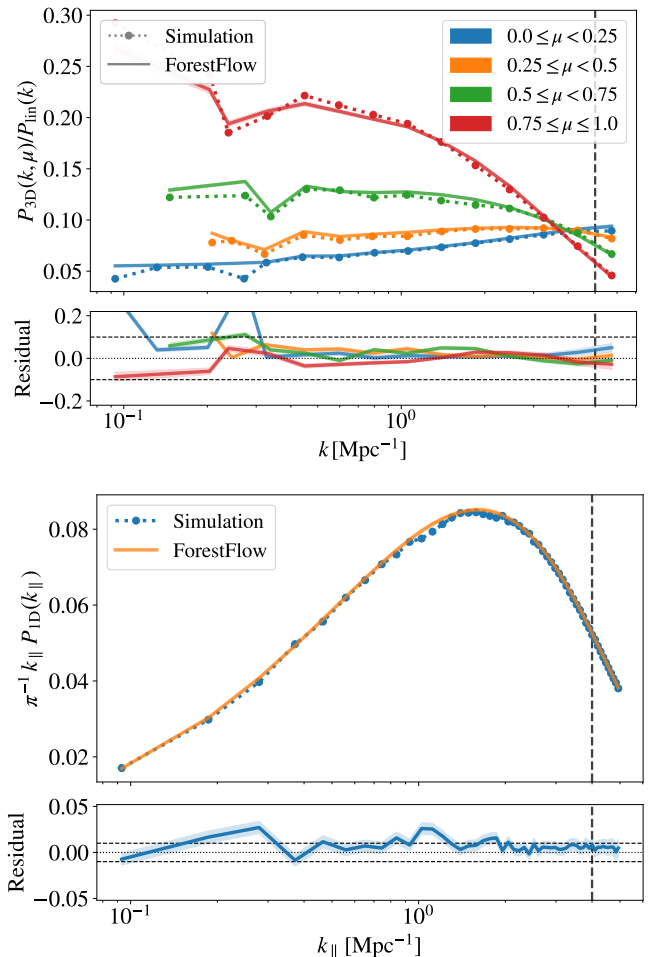 Simulation
ForestFlow
0.0 ≤ μ < 0.25
0.25 ≤ μ < 0.5
0.5 ≤ μ < 0.75
0.75 ≤ μ ≤ 1.0
P3D(k, μ)/Plin(k)
0.30
0.25
0.20
0.15
0.10
0.05
Residual
0.2
0.0
−0.2
10⁻¹
10⁰
k [Mpc⁻¹]
Simulation
ForestFlow
π⁻¹ k∥ P1D(k∥)
0.08
0.06
0.04
0.02
Residual
0.05
0.00
−0.05
10⁻¹
10⁰
k∥ [Mpc⁻¹]